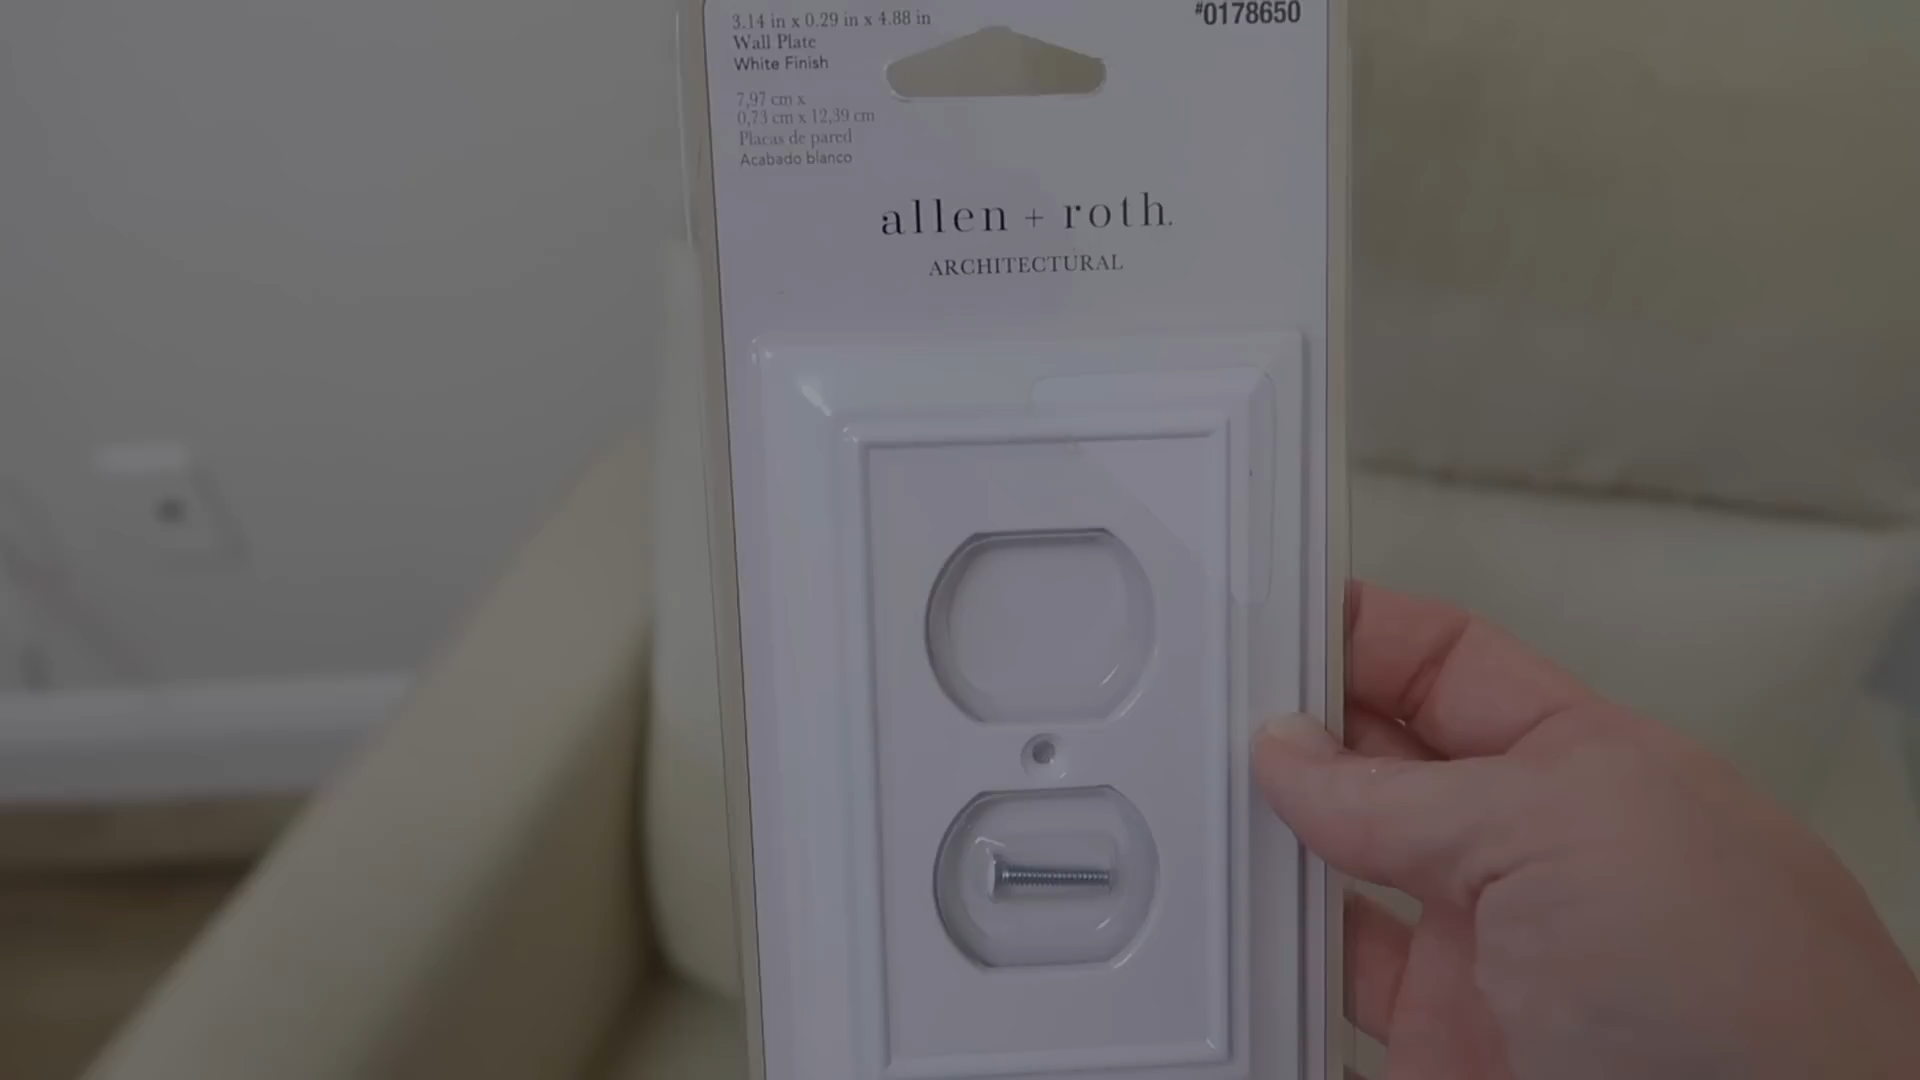 3.14 in x 0.29 in x 4.88 in
Wall Plate
White Finish
7,97 cm x
0,73 cm x 12,39 cm
Placas de pared
Acabado blanco
#0178650
allen + roth.
ARCHITECTURAL